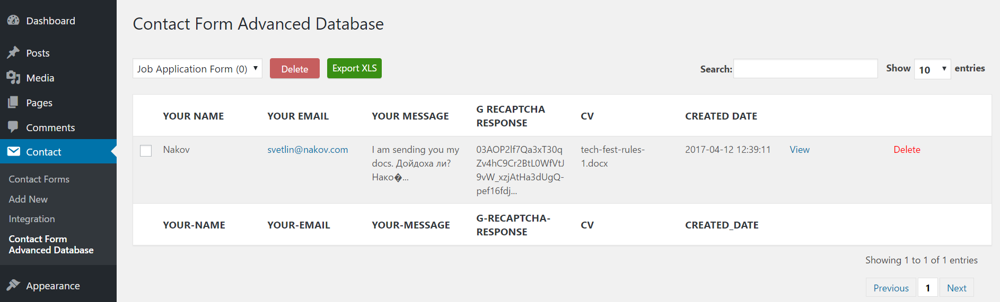 Dashboard
Posts
Media
Pages
Comments
Contact
Contact Forms
Add New
Integration
Contact Form
Advanced Database
Appearance
Contact Form Advanced Database
Job Application Form (0)
Delete
Export XLS
Search:
Show 10 entries
YOUR NAME
YOUR EMAIL
YOUR MESSAGE
G RECAPTCHA
RESPONSE
CV
CREATED DATE
Nakov
svetlin@nakov.com
I am sending you my
docs. Дойдоха ли?
Нако�...
03AOP2lf7Qa3xT30q
Zv4hC9Cr2BtL0WfVtJ
9vW_xzjAtHa3dUgQ-
pef16fdj...
tech-fest-rules-
1.docx
2017-04-12 12:39:11
View
Delete
YOUR-NAME
YOUR-EMAIL
YOUR-MESSAGE
G-RECAPTCHA-
RESPONSE
CV
CREATED_DATE
Showing 1 to 1 of 1 entries
Previous
1
Next